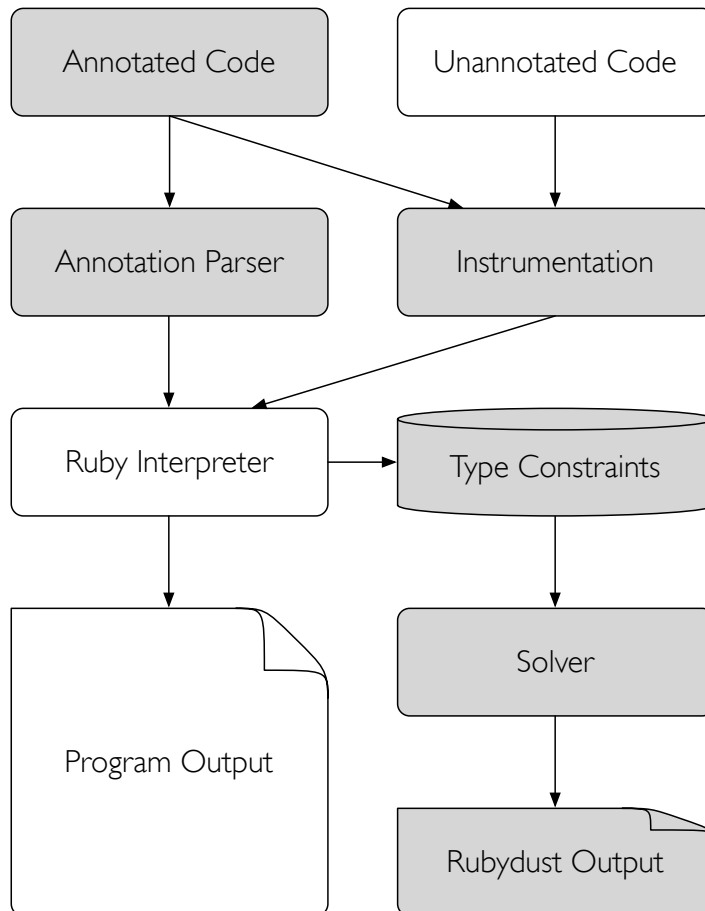 Annotated Code
Unannotated Code
Annotation Parser
Instrumentation
Ruby Interpreter
Type Constraints
Solver
Program Output
Rubydust Output